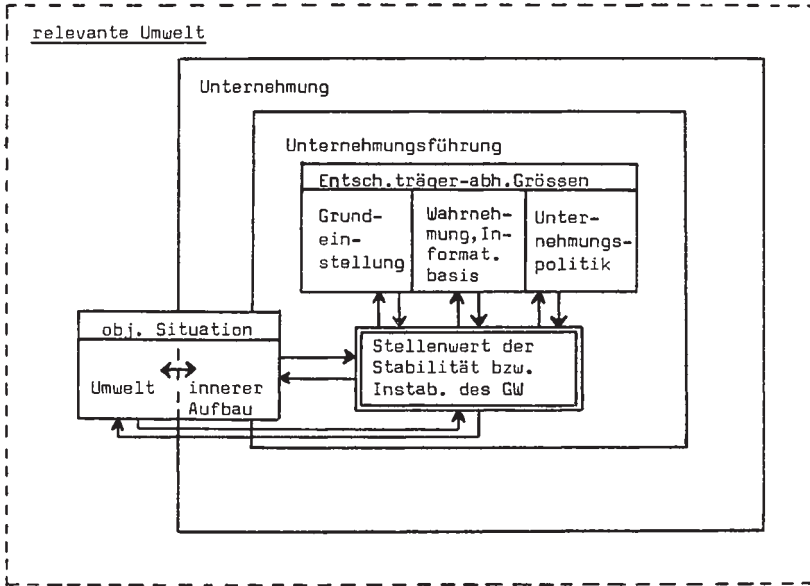 relevante Umwelt
Unternehmung
Unternehmungsführung
Entsch.träger-abh.Grössen
Grund-
ein-
stellung
Wahrneh-
mung,In-
format.
basis
Unter-
nehmungs-
politik
obj. Situation
Umwelt
innerer
Aufbau
Stellenwert der
Stabilität bzw.
Instab. des GW